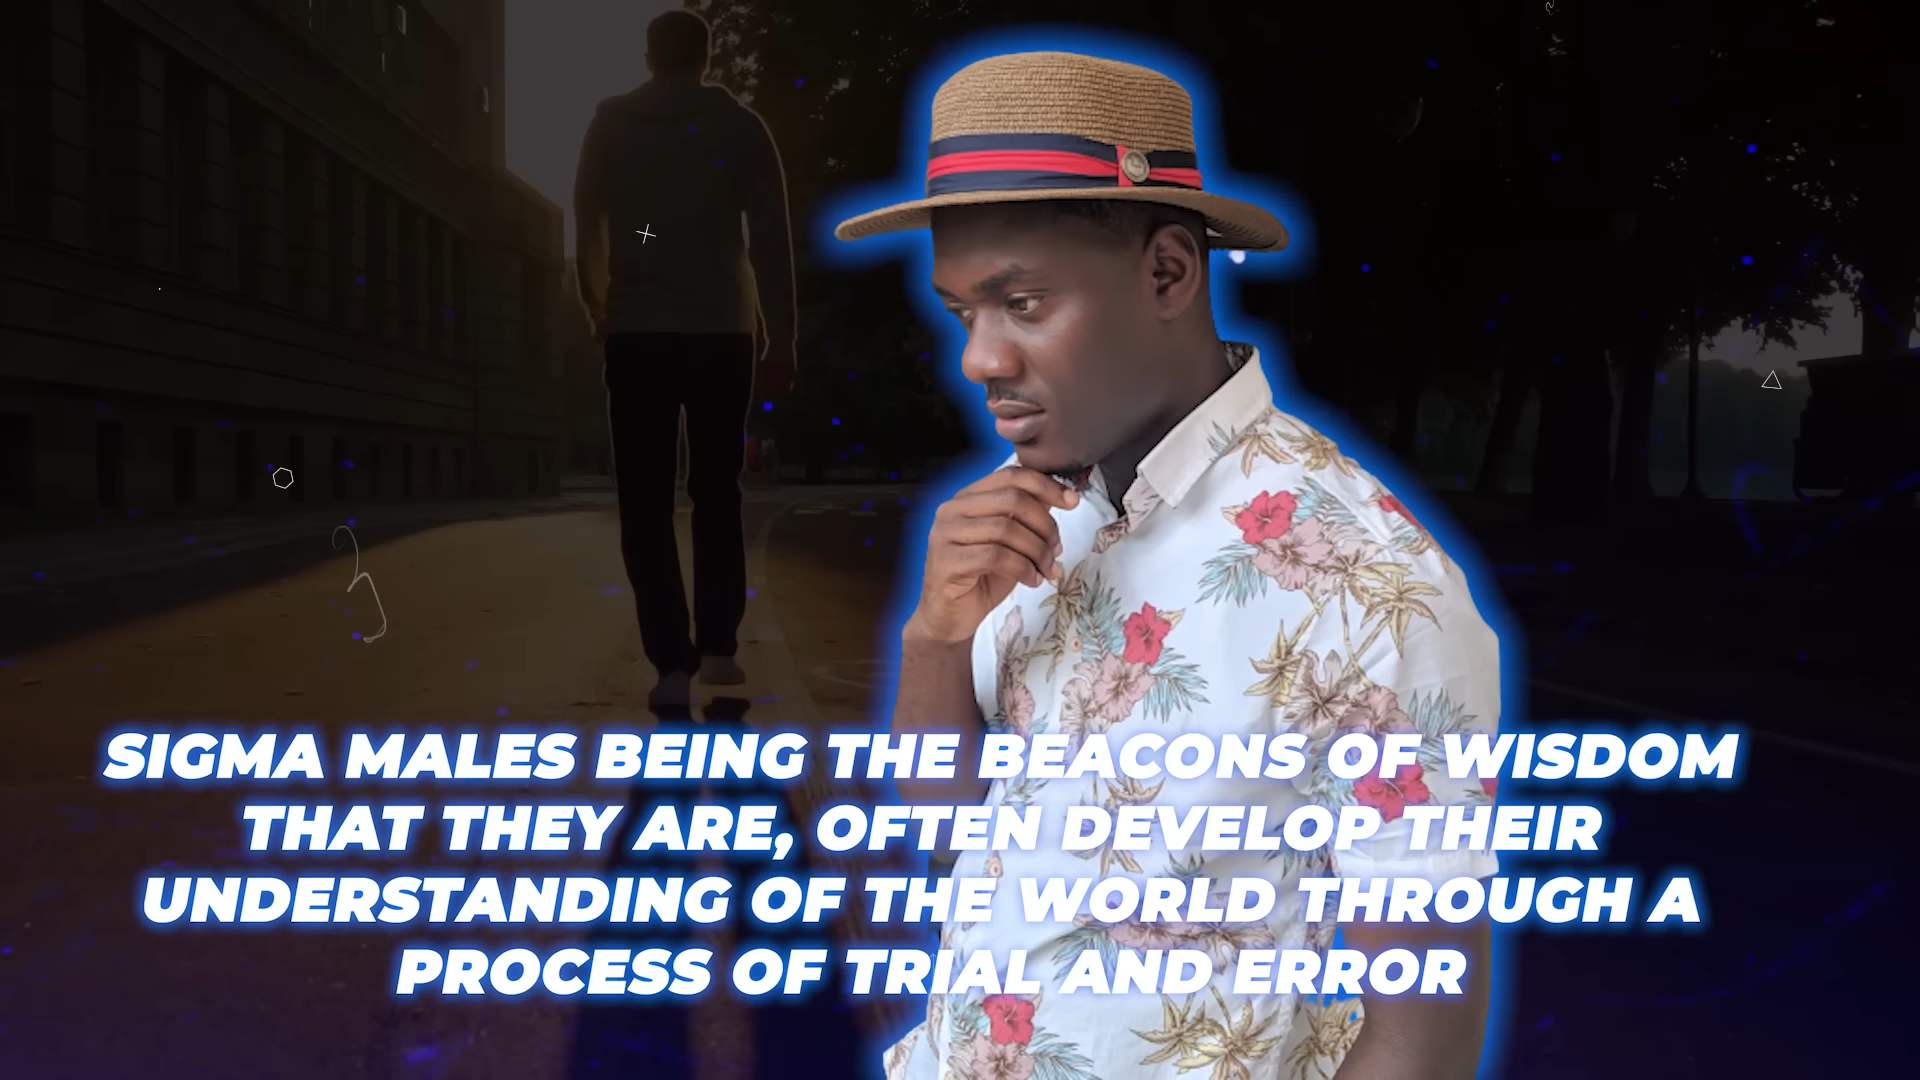 SIGMA MALES BEING THE BEACONS OF WISDOM
THAT THEY ARE, OFTEN DEVELOP THEIR
UNDERSTANDING OF THE WORLD THROUGH A
PROCESS OF TRIAL AND ERROR